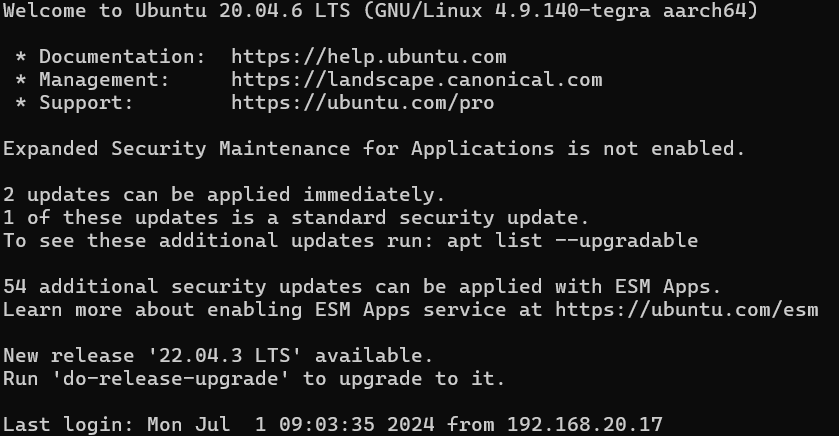 Welcome to Ubuntu 20.04.6 LTS (GNU/Linux 4.9.140-tegra aarch64)

 * Documentation:  https://help.ubuntu.com
 * Management:     https://landscape.canonical.com
 * Support:        https://ubuntu.com/pro

Expanded Security Maintenance for Applications is not enabled.

2 updates can be applied immediately.
1 of these updates is a standard security update.
To see these additional updates run: apt list --upgradable

54 additional security updates can be applied with ESM Apps.
Learn more about enabling ESM Apps service at https://ubuntu.com/esm

New release '22.04.3 LTS' available.
Run 'do-release-upgrade' to upgrade to it.

Last login: Mon Jul  1 09:03:35 2024 from 192.168.20.17